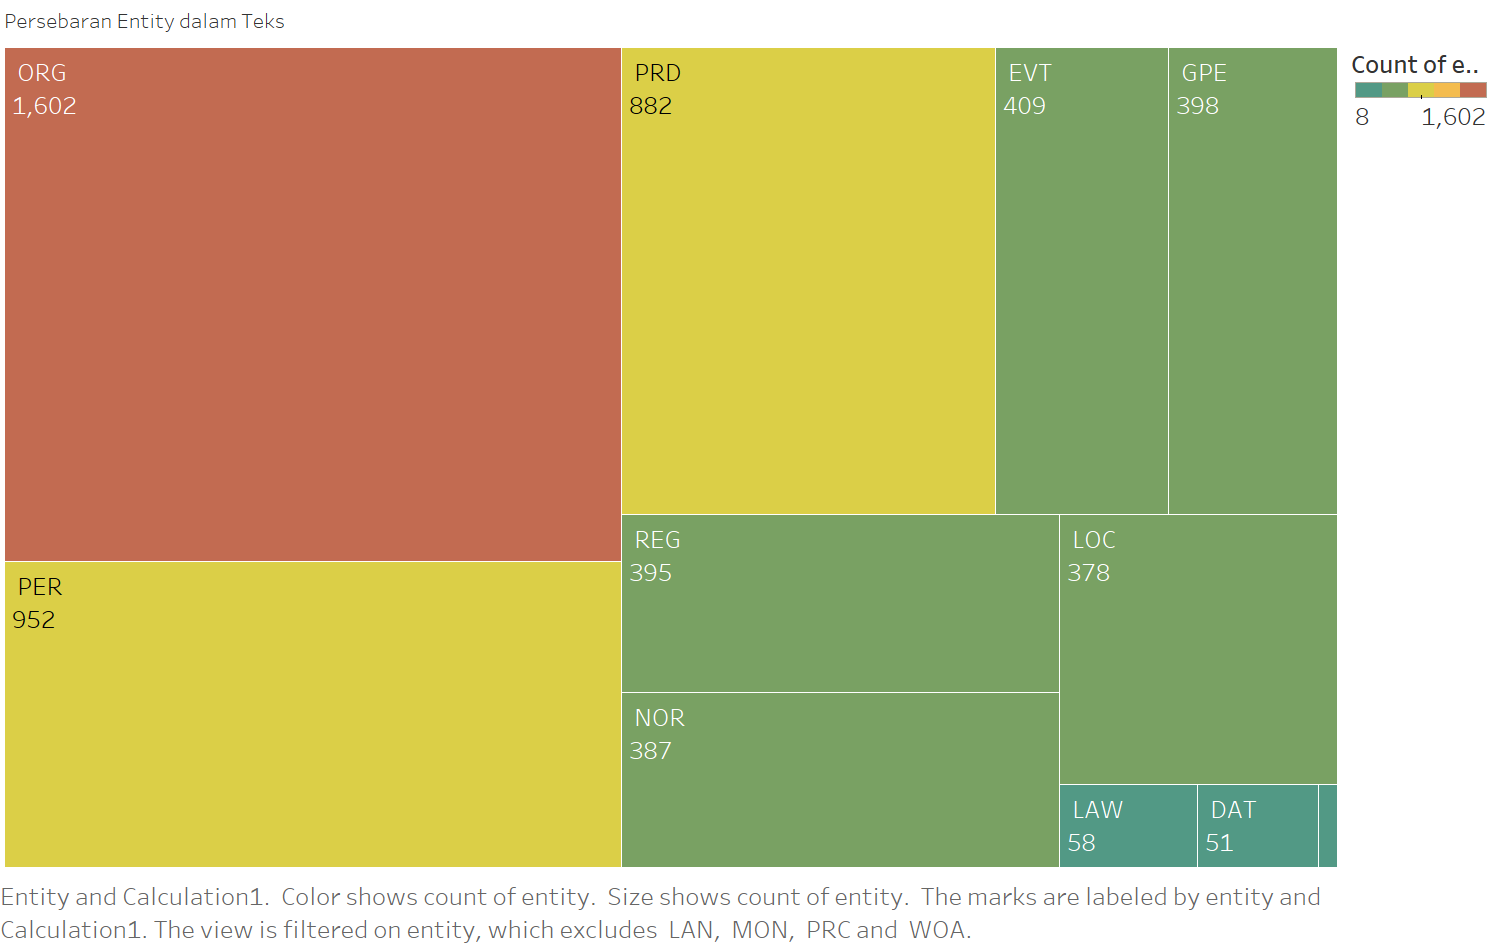 Persebaran Entity dalam Teks
ORG
1,602
PRD
882
EVT
409
GPE
398
Count of e..
8 1,602
REG
395
LOC
378
PER
952
NOR
387
LAW
58
DAT
51
Entity and Calculation1. Color shows count of entity. Size shows count of entity. The marks are labeled by entity and
Calculation1. The view is filtered on entity, which excludes LAN, MON, PRC and WOA.